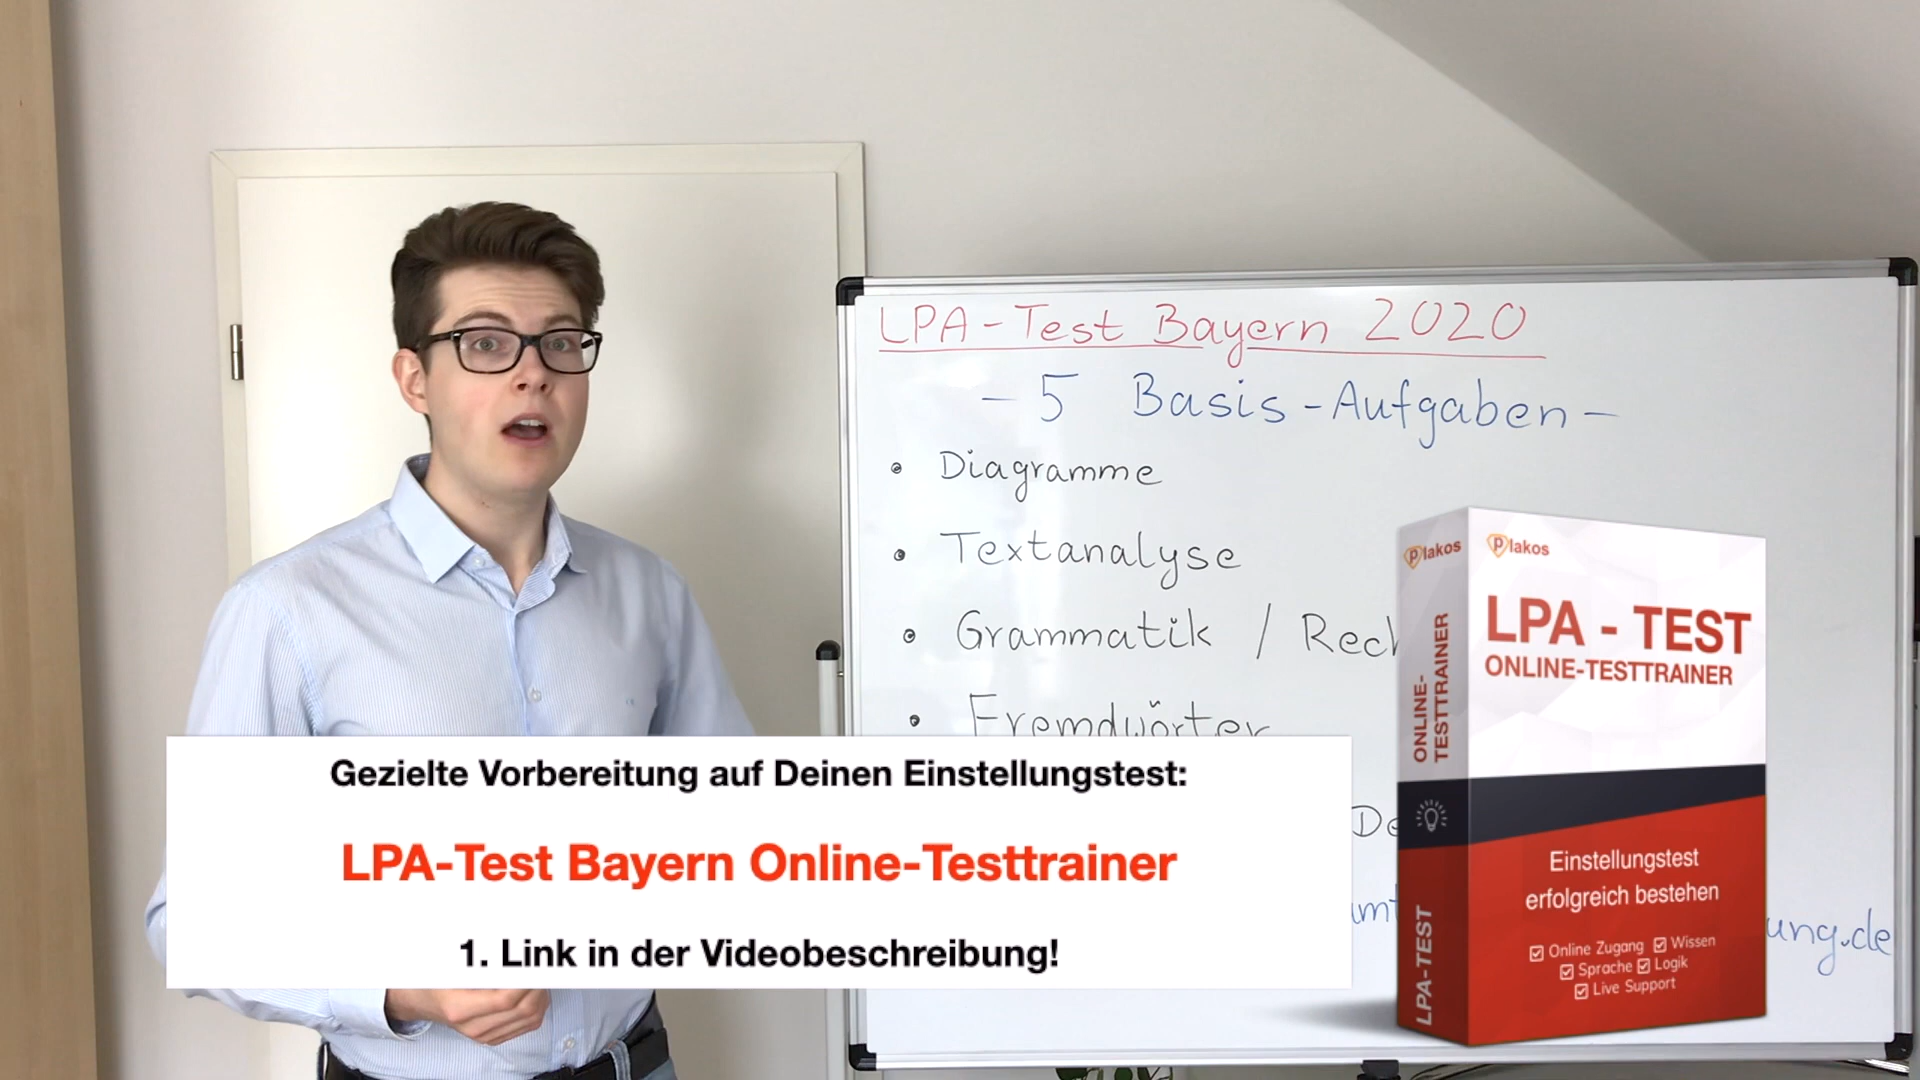 LPA-Test Bayern 2020
- 5 Basis-Aufgaben -
• Diagramme
• Textanalyse
• Grammatik /
• Fremdwörter
Gezielte Vorbereitung auf Deinen Einstellungstest:
LPA-Test Bayern Online-Testtrainer
1. Link in der Videobeschreibung!
plakos
ONLINE-
TESTTRAINER
LPA-TEST
plakos
LPA - TEST
ONLINE-TESTTRAINER
Einstellungstest
erfolgreich bestehen
☑ Online Zugang ☑ Wissen
☑ Sprache ☑ Logik
☑ Live Support
ung.de